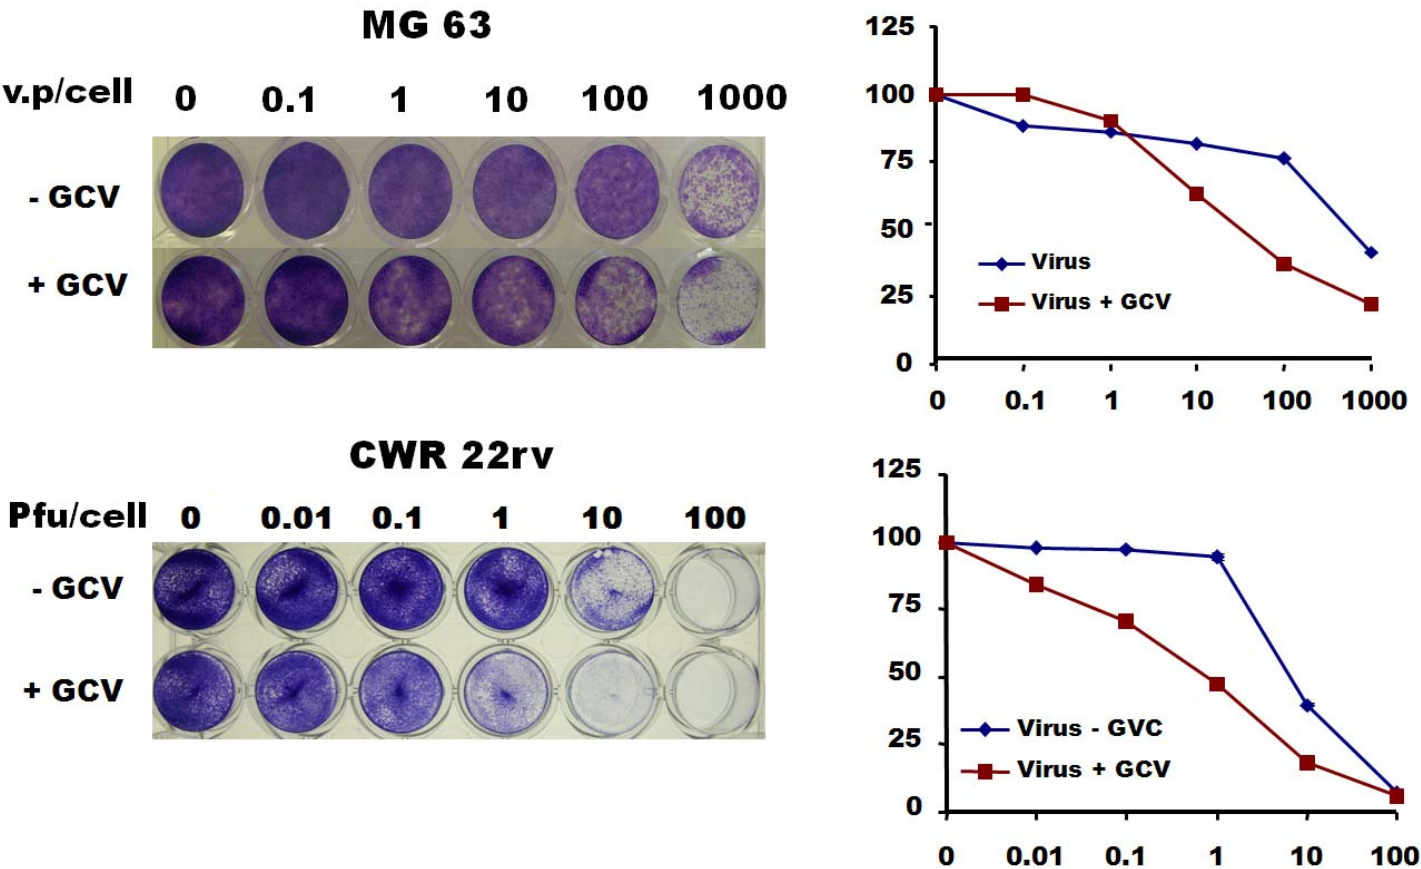 MG 63
v.p/cell 0 0.1 1 10 100 1000
- GCV
+ GCV
125
100
75
50
25
0
Virus
Virus + GCV
0 0.1 1 10 100 1000
CWR 22rv
Pfu/cell 0 0.01 0.1 1 10 100
- GCV
+ GCV
125
100
75
50
25
0
Virus - GVC
Virus + GCV
0 0.01 0.1 1 10 100